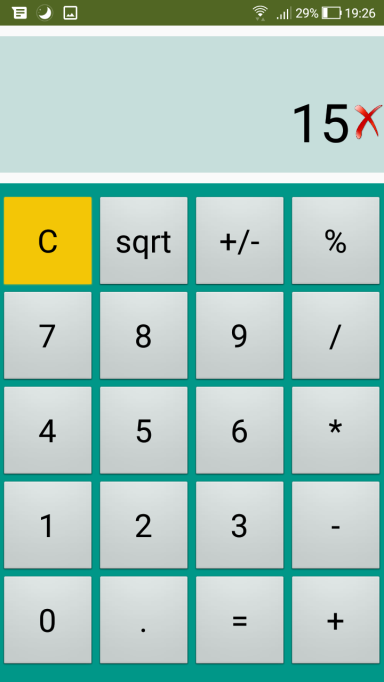 29% 19:26
15
C sqrt +/- %
7 8 9 /
4 5 6 *
1 2 3 -
0 . = +